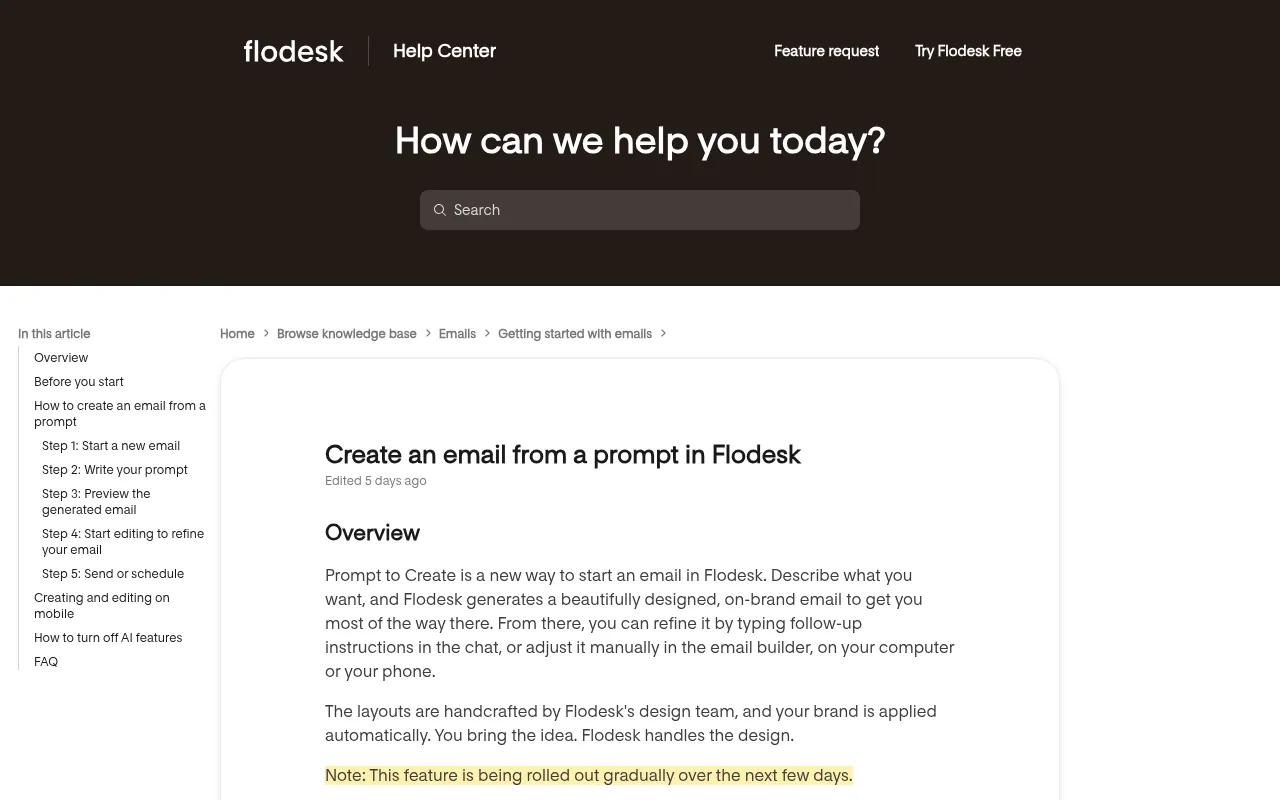 flodesk
Help Center
Feature request
Try Flodesk Free
How can we help you today?
Search
In this article
Overview
Before you start
How to create an email from a
prompt
Step 1: Start a new email
Step 2: Write your prompt
Step 3: Preview the
generated email
Step 4: Start editing to refine
your email
Step 5: Send or schedule
Creating and editing on
mobile
How to turn off AI features
FAQ
Home > Browse knowledge base > Emails > Getting started with emails >
Create an email from a prompt in Flodesk
Edited 5 days ago
Overview
Prompt to Create is a new way to start an email in Flodesk. Describe what you
want, and Flodesk generates a beautifully designed, on-brand email to get you
most of the way there. From there, you can refine it by typing follow-up
instructions in the chat, or adjust it manually in the email builder, on your computer
or your phone.
The layouts are handcrafted by Flodesk's design team, and your brand is applied
automatically. You bring the idea. Flodesk handles the design.
Note: This feature is being rolled out gradually over the next few days.